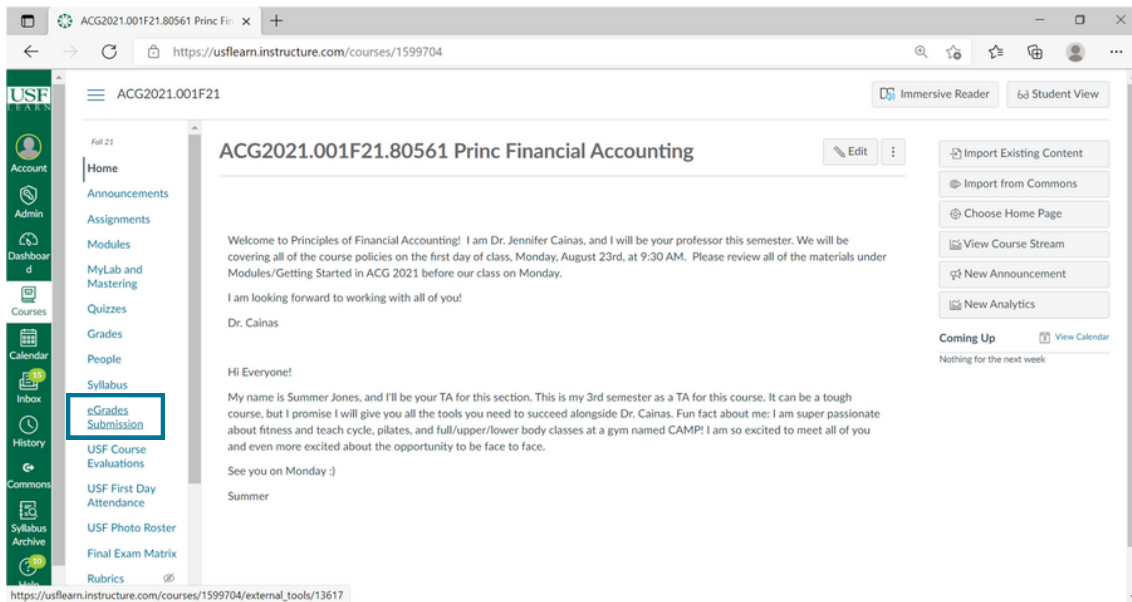 ACG2021.001F21.80561 Princ Fin
https://usflearn.instructure.com/courses/1599704
USF
LEARN
Account
Admin
Dashboar
d
Courses
Calendar
15
Inbox
History
Commons
Syllabus
Archive
10
Help
ACG2021.001F21
Immersive Reader
Student View
Fall 21
Home
Announcements
Assignments
Modules
MyLab and
Mastering
Quizzes
Grades
People
Syllabus
eGrades
Submission
USF Course
Evaluations
USF First Day
Attendance
USF Photo Roster
Final Exam Matrix
Rubrics
ACG2021.001F21.80561 Princ Financial Accounting
Edit
Welcome to Principles of Financial Accounting! I am Dr. Jennifer Cainas, and I will be your professor this semester. We will be
covering all of the course policies on the first day of class, Monday, August 23rd, at 9:30 AM. Please review all of the materials under
Modules/Getting Started in ACG 2021 before our class on Monday.
I am looking forward to working with all of you!
Dr. Cainas
Hi Everyone!
My name is Summer Jones, and I'll be your TA for this section. This is my 3rd semester as a TA for this course. It can be a tough
course, but I promise I will give you all the tools you need to succeed alongside Dr. Cainas. Fun fact about me: I am super passionate
about fitness and teach cycle, pilates, and full/upper/lower body classes at a gym named CAMP! I am so excited to meet all of you
and even more excited about the opportunity to be face to face.
See you on Monday :)
Summer
Import Existing Content
Import from Commons
Choose Home Page
View Course Stream
New Announcement
New Analytics
Coming Up
View Calendar
Nothing for the next week
https://usflearn.instructure.com/courses/1599704/external_tools/13617